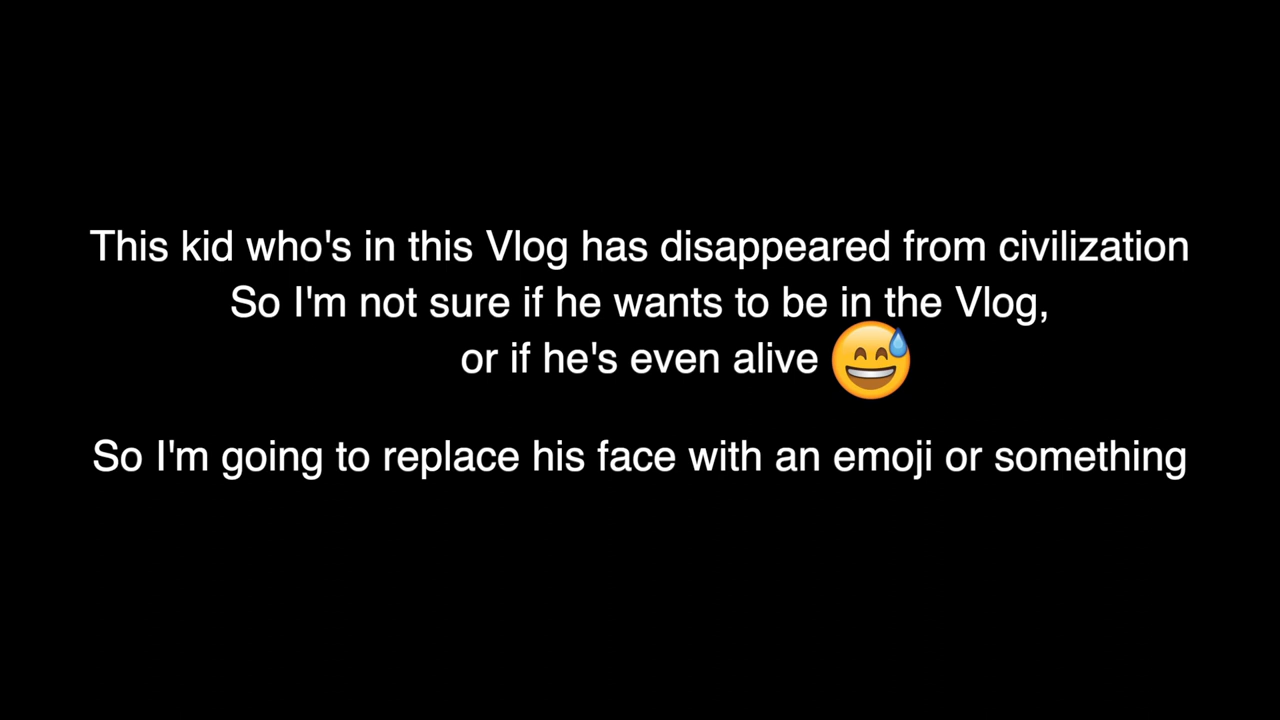 This kid who's in this Vlog has disappeared from civilization
So I'm not sure if he wants to be in the Vlog,
or if he's even alive 😅
So I'm going to replace his face with an emoji or something